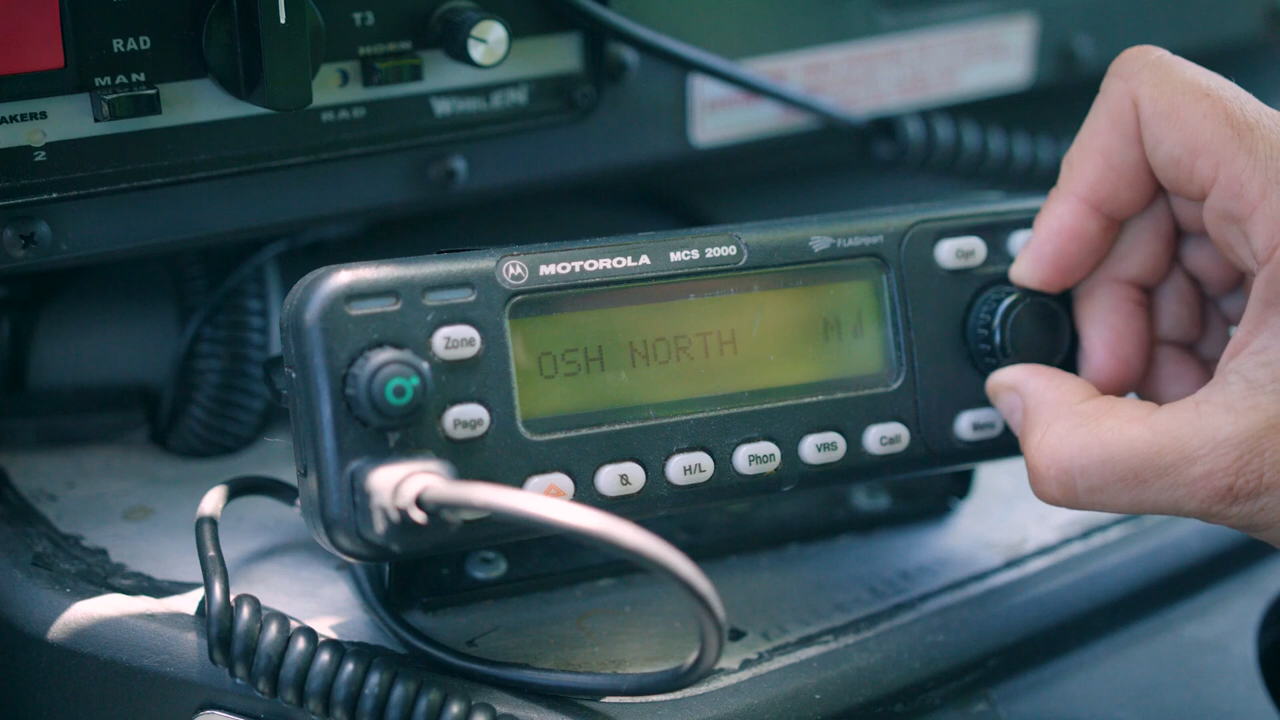 RAD
T3
MAN
HORN
AKERS
2
RAD
WHELEN
MOTOROLA MCS 2000
FLASHport
Opt
Zone
OSH NORTH
Page
H/L
Phon
VRS
Call
Menu